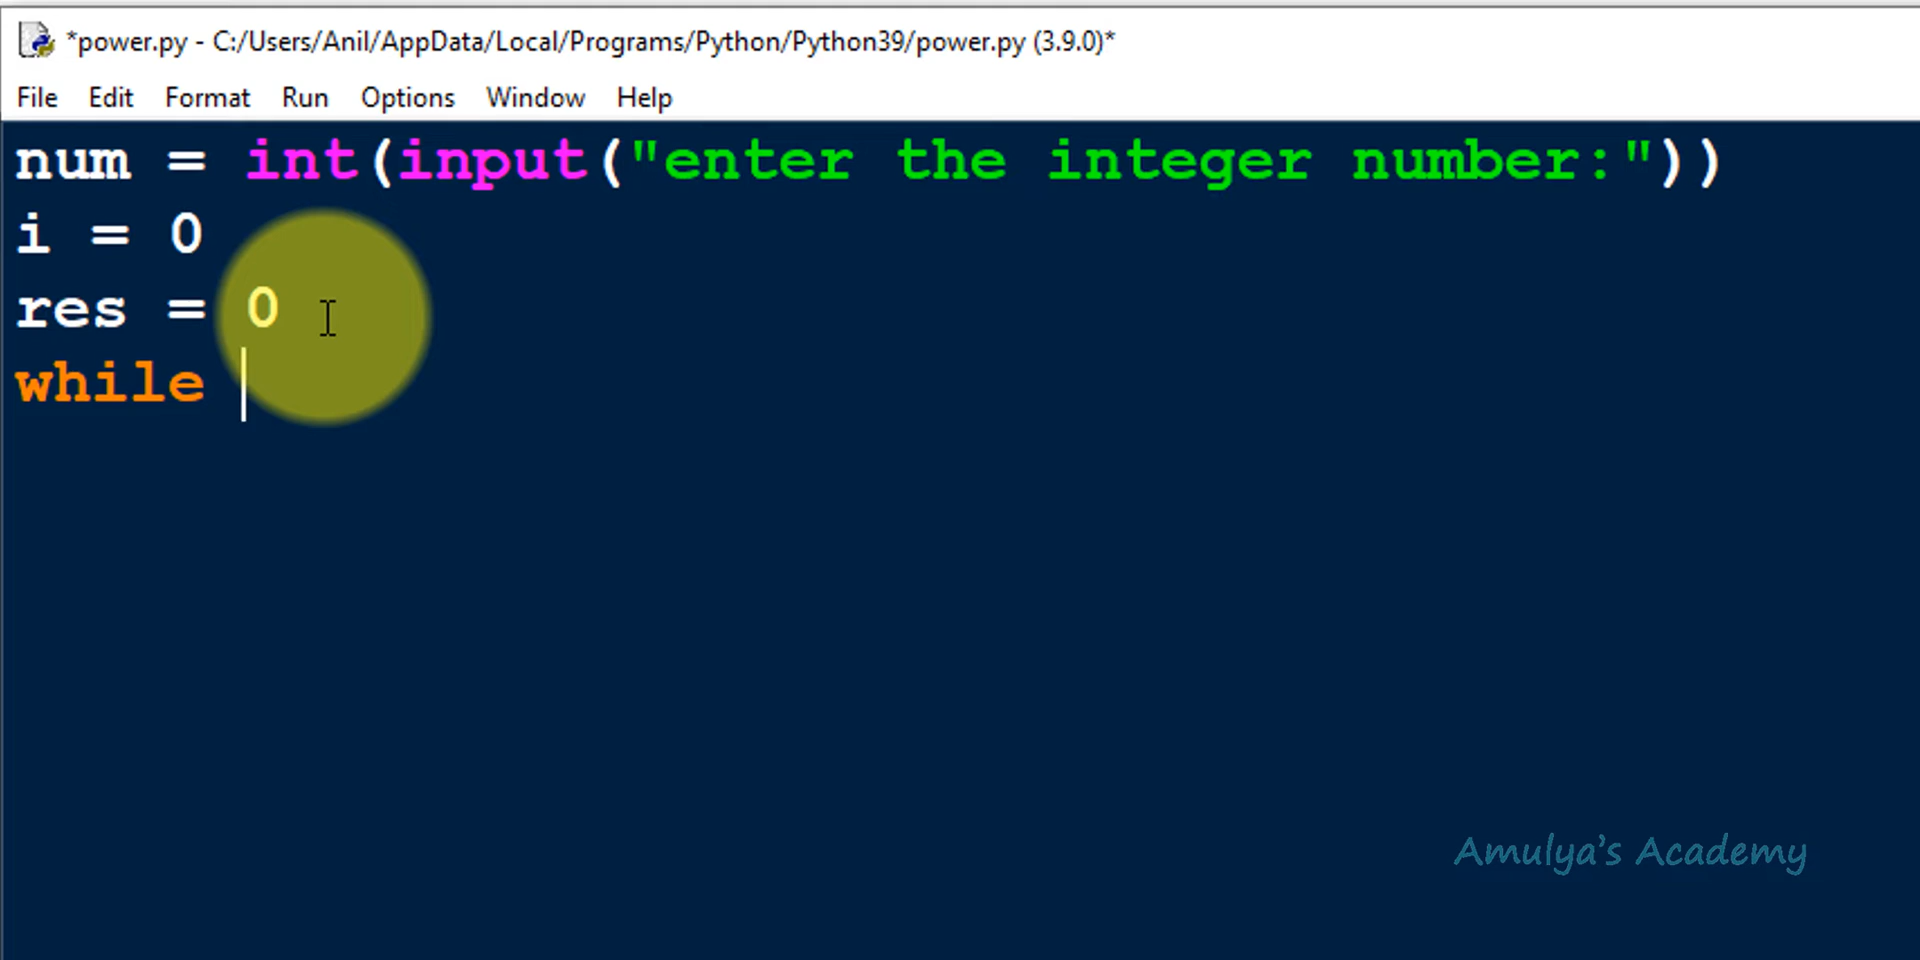 *power.py - C:/Users/Anil/AppData/Local/Programs/Python/Python39/power.py (3.9.0)*
File Edit Format Run Options Window Help
num = int(input("enter the integer number:"))
i = 0
res = 0
while
Amulya's Academy